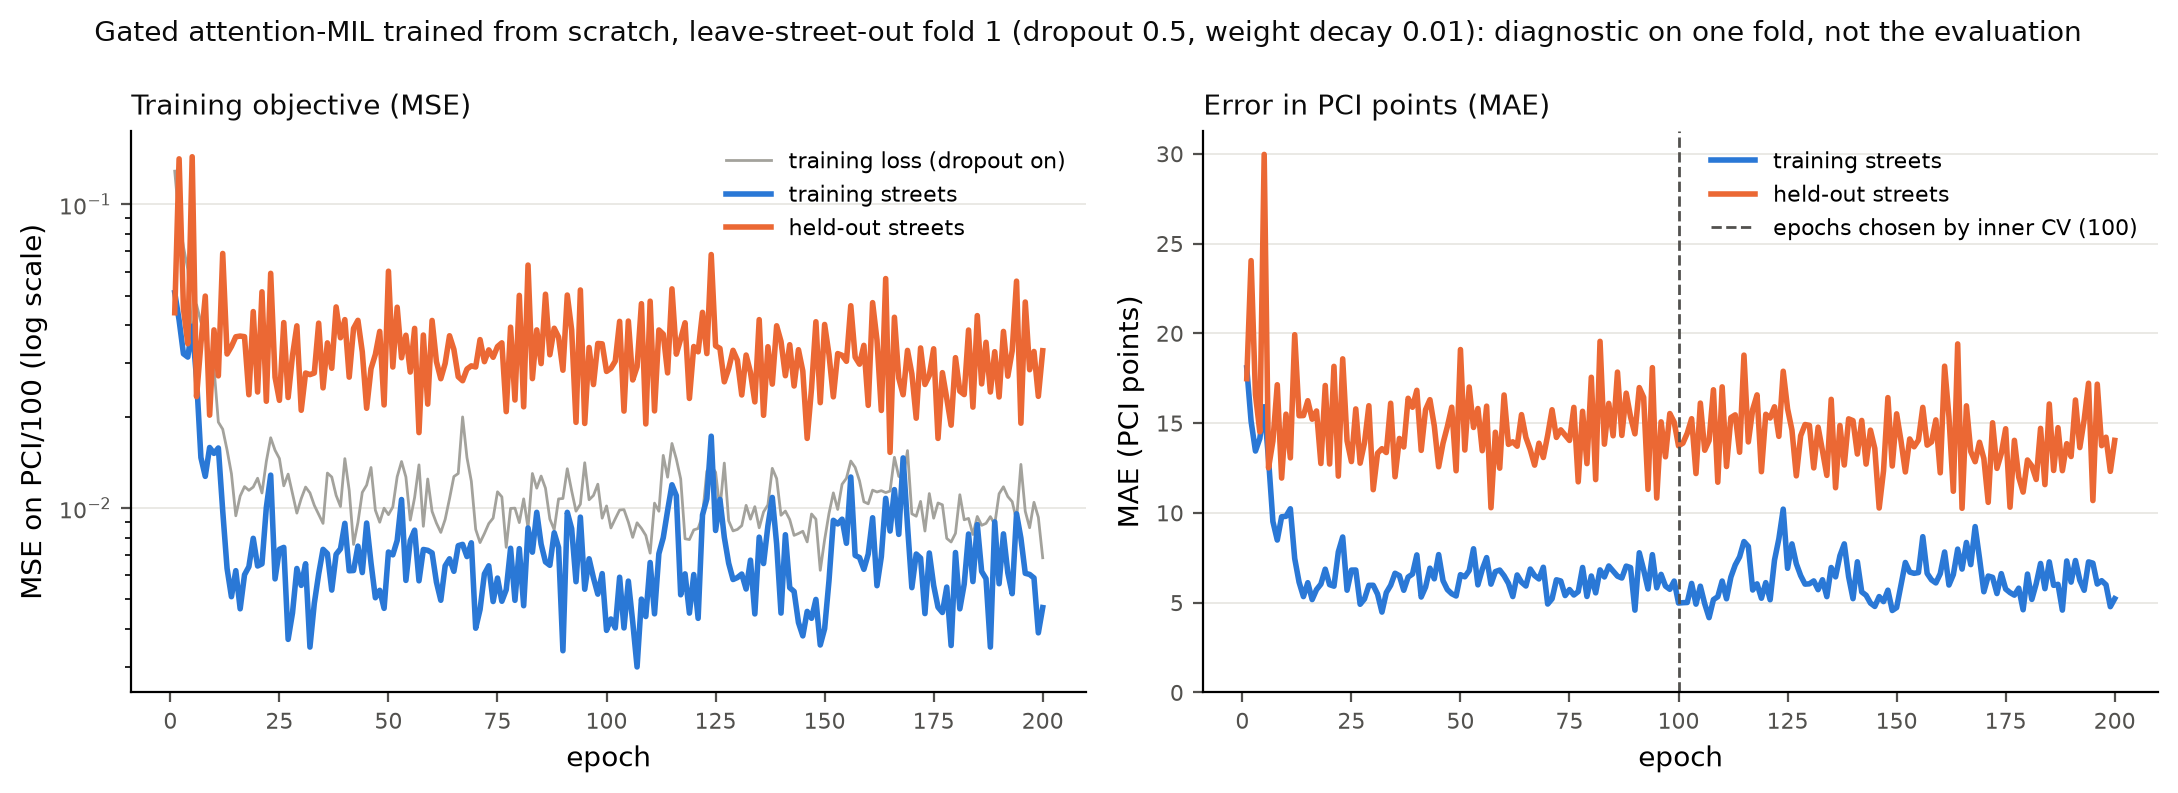 Gated attention-MIL trained from scratch, leave-street-out fold 1 (dropout 0.5, weight decay 0.01): diagnostic on one fold, not the evaluation
Training objective (MSE)
training loss (dropout on)
training streets
held-out streets
10⁻¹
10⁻²
MSE on PCI/100 (log scale)
0 25 50 75 100 125 150 175 200
epoch
Error in PCI points (MAE)
training streets
held-out streets
epochs chosen by inner CV (100)
30
25
20
15
10
5
0
MAE (PCI points)
0 25 50 75 100 125 150 175 200
epoch